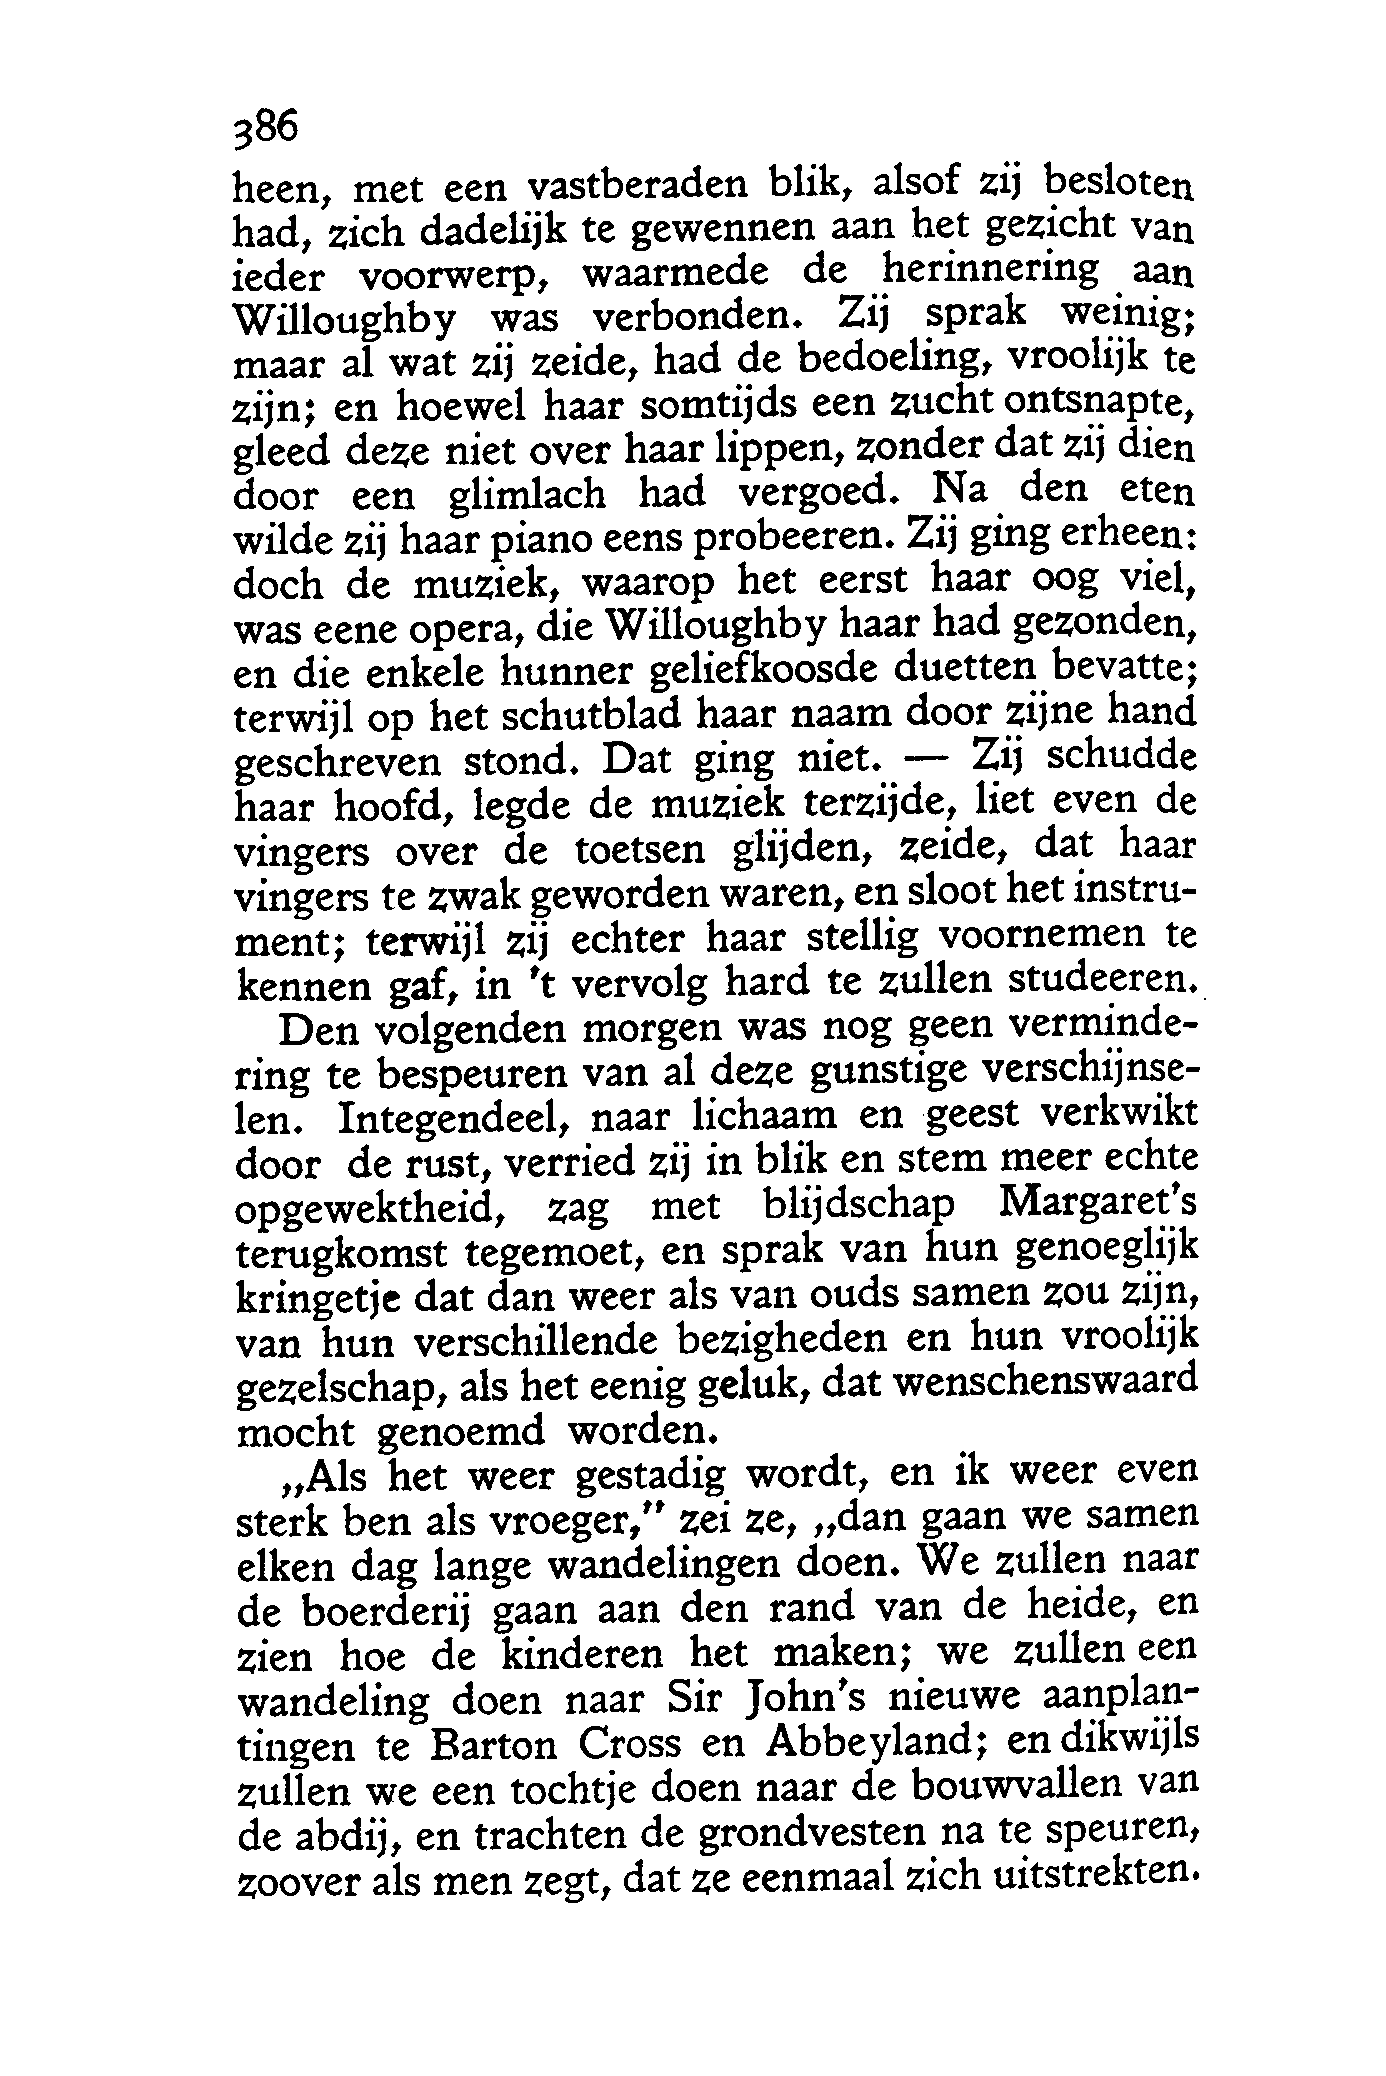 386
heen, met een vastberaden blik, alsof zij besloten
had, zich dadelijk te gewennen aan het gezicht van
ieder voorwerp, waarmede de herinnering aan
Willoughby was verbonden. Zij sprak weinig;
maar al wat zij zeide, had de bedoeling, vroolijk te
zijn; en hoewel haar somtijds een zucht ontsnapte,
gleed deze niet over haar lippen, zonder dat zij dien
door een glimlach had vergoed. Na den eten
wilde zij haar piano eens probeeren. Zij ging erheen:
doch de muziek, waarop het eerst haar oog viel,
was eene opera, die Willoughby haar had gezonden,
en die enkele hunner geliefkoosde duetten bevatte;
terwijl op het schutblad haar naam door zijne hand
geschreven stond. Dat ging niet. — Zij schudde
haar hoofd, legde de muziek terzijde, liet even de
vingers over de toetsen glijden, zeide, dat haar
vingers te zwak geworden waren, en sloot het instru-
ment; terwijl zij echter haar stellig voornemen te
kennen gaf, in 't vervolg hard te zullen studeeren.
Den volgenden morgen was nog geen verminde-
ring te bespeuren van al deze gunstige verschijnse-
len. Integendeel, naar lichaam en geest verkwikt
door de rust, verried zij in blik en stem meer echte
opgewektheid, zag met blijdschap Margaret's
terugkomst tegemoet, en sprak van hun genoeglijk
kringetje dat dan weer als van ouds samen zou zijn,
van hun verschillende bezigheden en hun vroolijk
gezelschap, als het eenig geluk, dat wenschenswaard
mocht genoemd worden.
„Als het weer gestadig wordt, en ik weer even
sterk ben als vroeger,” zei ze, „dan gaan we samen
elken dag lange wandelingen doen. We zullen naar
de boerderij gaan aan den rand van de heide, en
zien hoe de kinderen het maken; we zullen een
wandeling doen naar Sir John's nieuwe aanplan-
tingen te Barton Cross en Abbeyland; en dikwijls
zullen we een tochtje doen naar de bouwvallen van
de abdij, en trachten de grondvesten na te speuren,
zoover als men zegt, dat ze eenmaal zich uitstrekten.